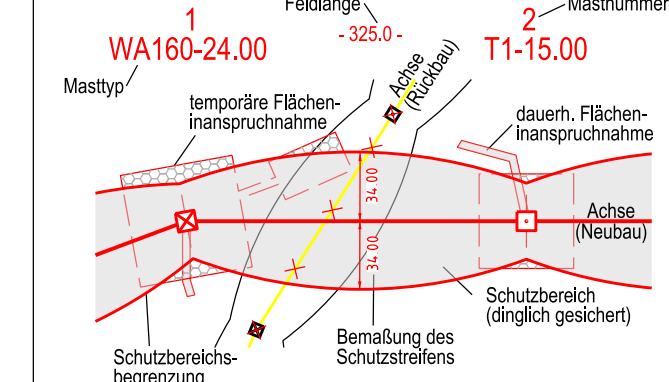 Feldlänge
Mastnummer
1
2
- 325.0 -
WA160-24.00
T1-15.00
Masttyp
Achse
(Rückbau)
temporäre Flächen-
inanspruchnahme
dauerh. Flächen-
inanspruchnahme
34.00
34.00
Achse
(Neubau)
Schutzbereich
(dinglich gesichert)
Bemaßung des
Schutzstreifens
Schutzbereichs-
begrenzung